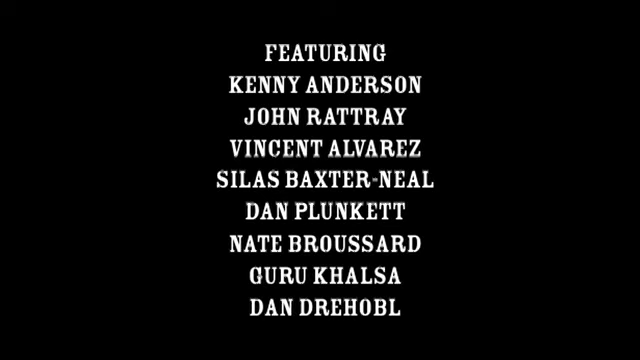 FEATURING
KENNY ANDERSON
JOHN RATTRAY
VINCENT ALVAREZ
SILAS BAXTER-NEAL
DAN PLUNKETT
NATE BROUSSARD
GURU KHALSA
DAN DREHOBL